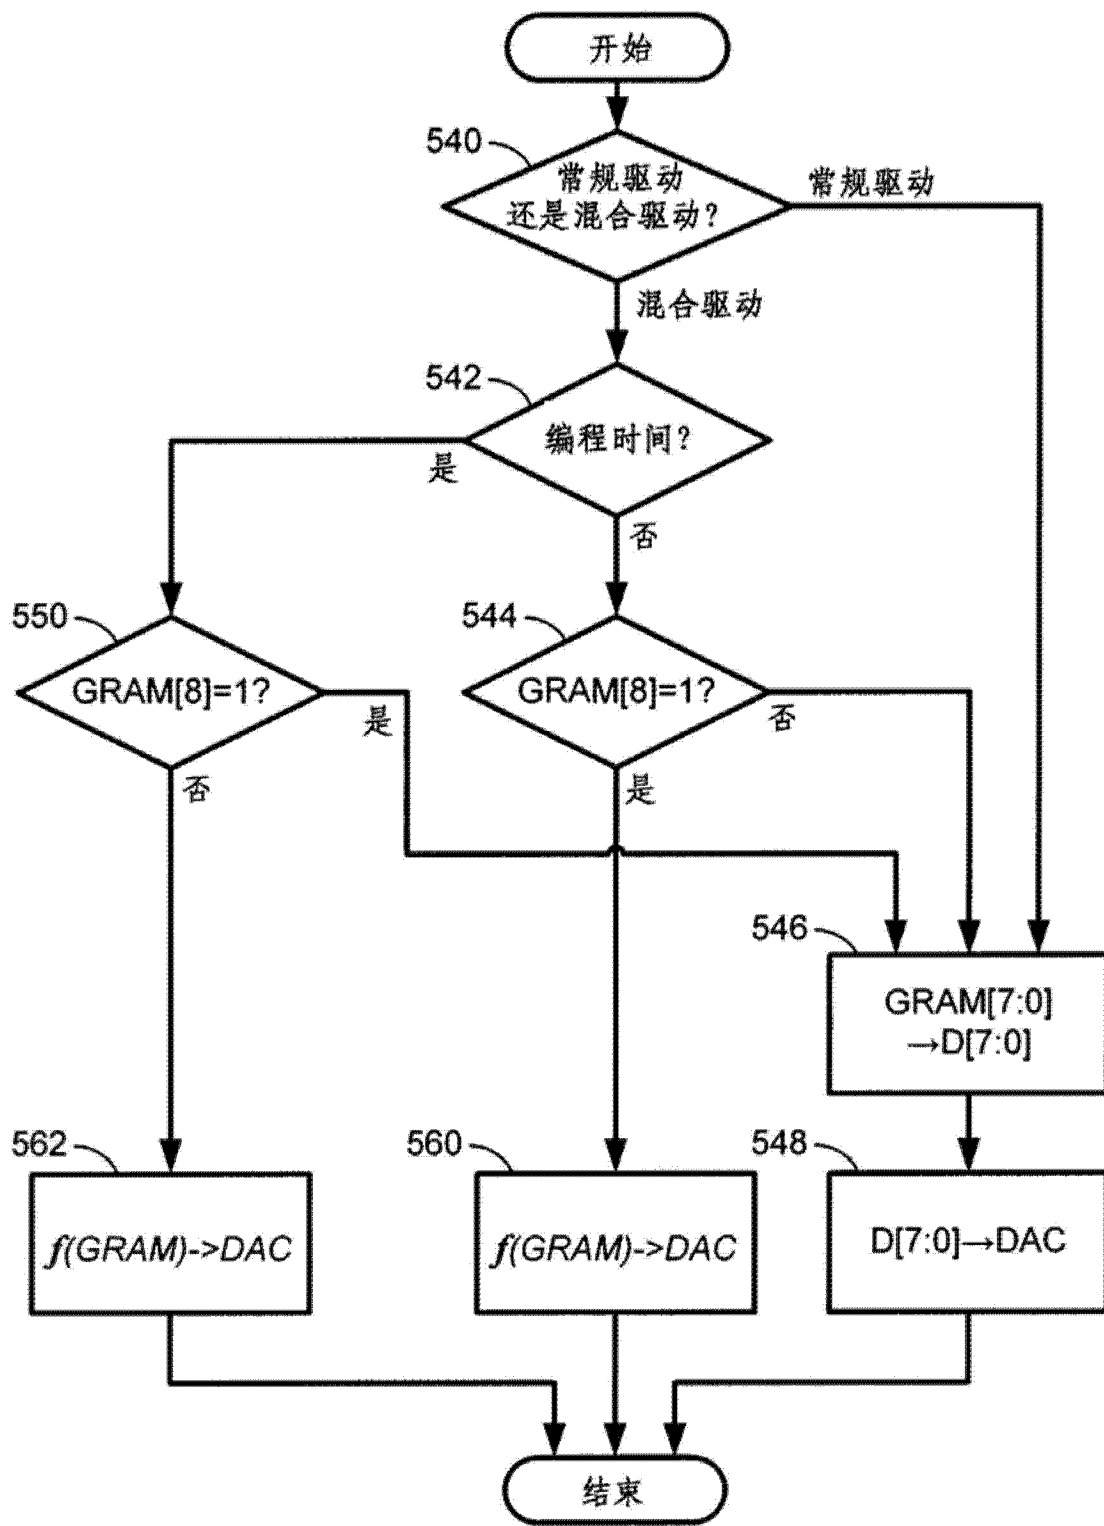 开始
540
常规驱动
还是混合驱动?
常规驱动
混合驱动
542
编程时间?
是
否
550
GRAM[8]=1?
是
否
544
GRAM[8]=1?
否
是
546
GRAM[7:0]
→D[7:0]
562
f(GRAM)->DAC
560
f(GRAM)->DAC
548
D[7:0]→DAC
结束